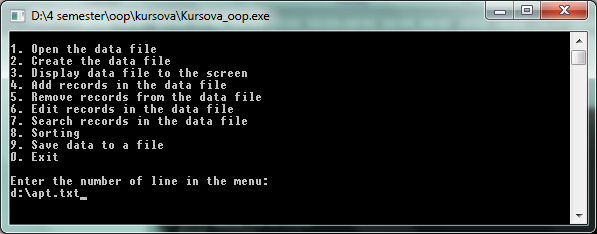 D:\4 semester\oop\kursova\Kursova_oop.exe
1. Open the data file
2. Create the data file
3. Display data file to the screen
4. Add records in the data file
5. Remove records from the data file
6. Edit records in the data file
7. Search records in the data file
8. Sorting
9. Save data to a file
0. Exit
Enter the number of line in the menu:
d:\apt.txt_